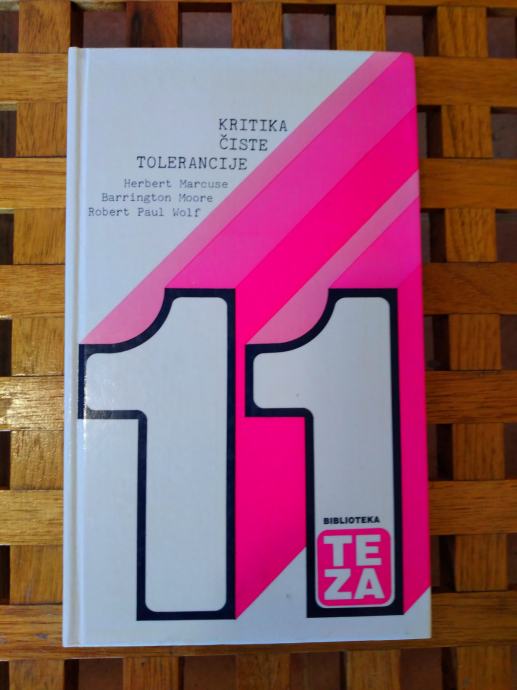 KRITIKA
ČISTE
TOLERANCIJE
Herbert Marcuse
Barrington Moore
Robert Paul Wolf
11
BIBLIOTEKA
TE
ZA